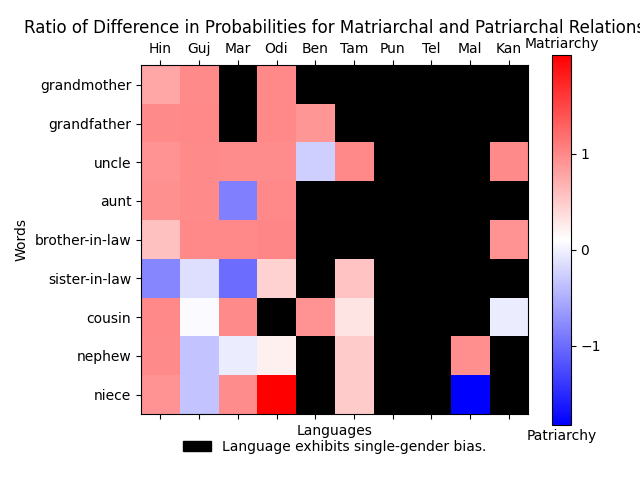 Ratio of Difference in Probabilities for Matriarchal and Patriarchal Relations
Matriarchy
Hin Guj Mar Odi Ben Tam Pun Tel Mal Kan
grandmother
grandfather
uncle
aunt
brother-in-law
sister-in-law
cousin
nephew
niece
Words
1
0
−1
Languages
Patriarchy
Language exhibits single-gender bias.